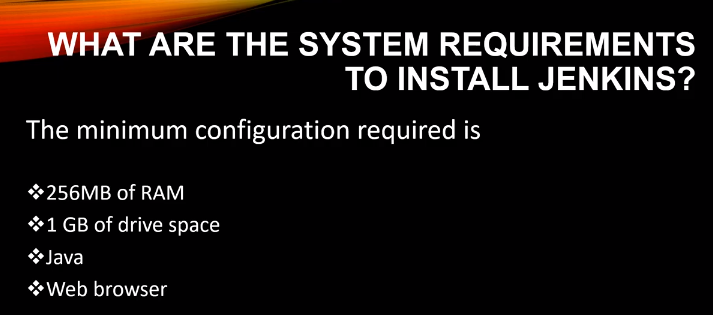 WHAT ARE THE SYSTEM REQUIREMENTS
TO INSTALL JENKINS?
The minimum configuration required is
❖256MB of RAM
❖1 GB of drive space
❖Java
❖Web browser